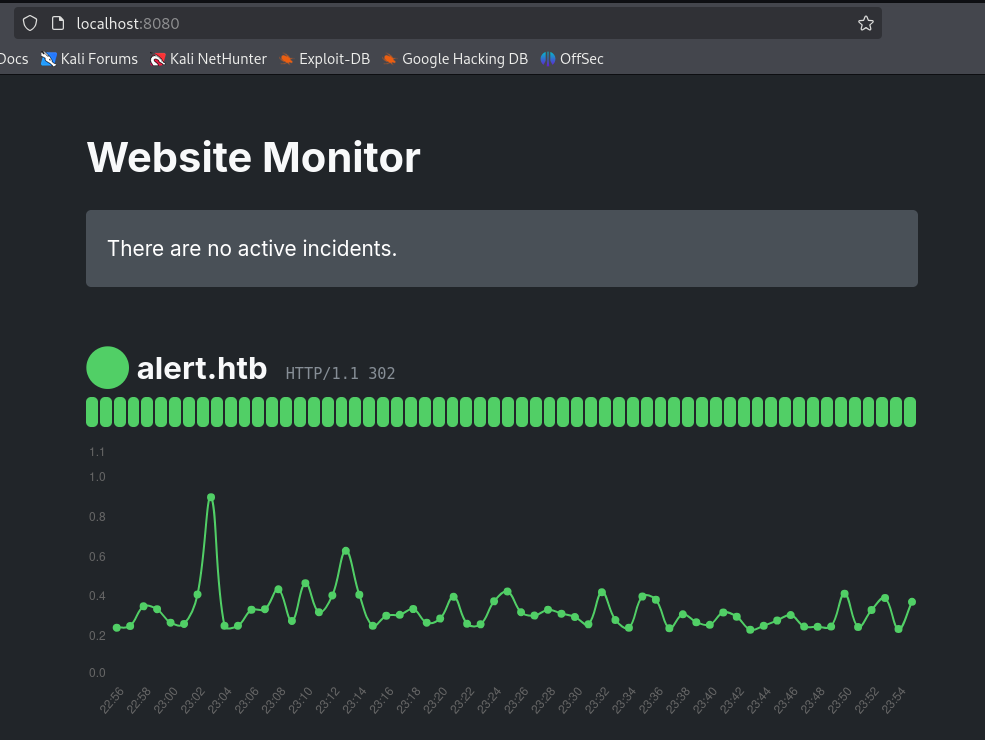 localhost:8080
Docs Kali Forums Kali NetHunter Exploit-DB Google Hacking DB OffSec
Website Monitor
There are no active incidents.
alert.htb HTTP/1.1 302
1.1
1.0
0.8
0.6
0.4
0.2
0.0
22:56 22:58 23:00 23:02 23:04 23:06 23:08 23:10 23:12 23:14 23:16 23:18 23:20 23:22 23:24 23:26 23:28 23:30 23:32 23:34 23:36 23:38 23:40 23:42 23:44 23:46 23:48 23:50 23:52 23:54